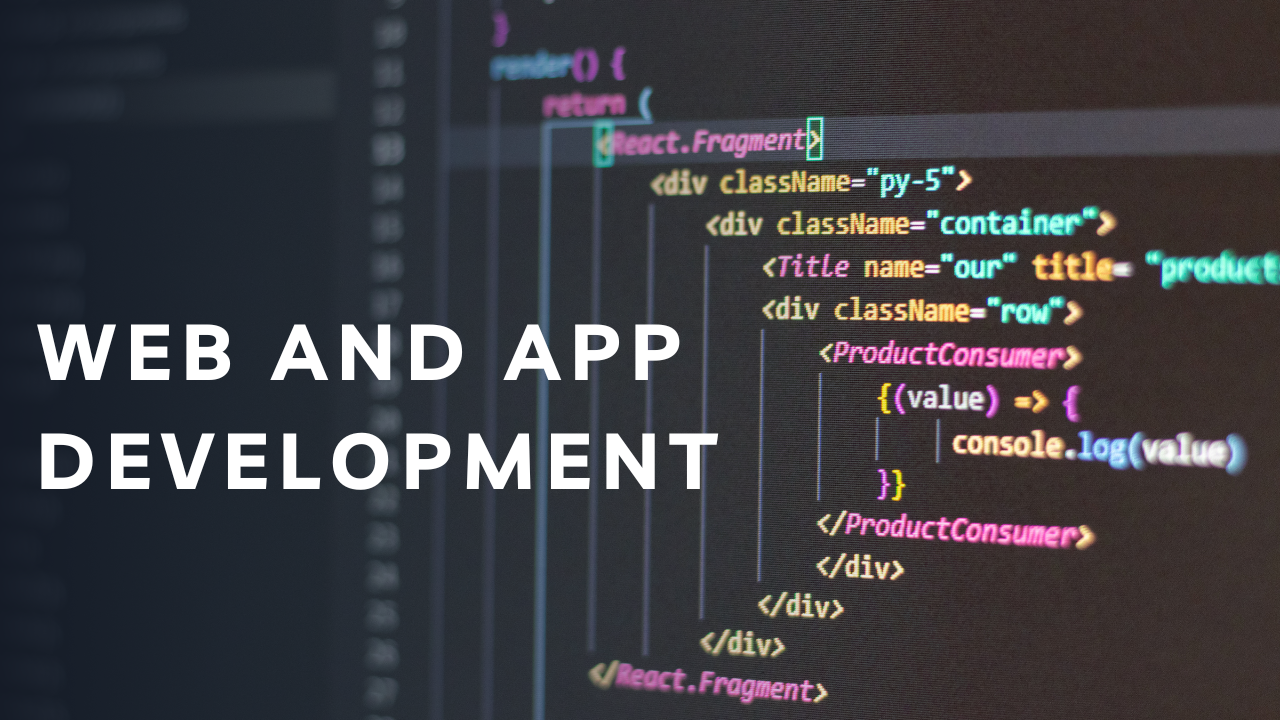 }
render() {
return (
<React.Fragment>
<div className="py-5">
<div className="container">
<Title name="our" title= "product
<div className="row">
<ProductConsumer>
{(value) => {
console.log(value)
}}
</ProductConsumer>
</div>
</div>
</div>
</React.Fragment>
WEB AND APP
DEVELOPMENT